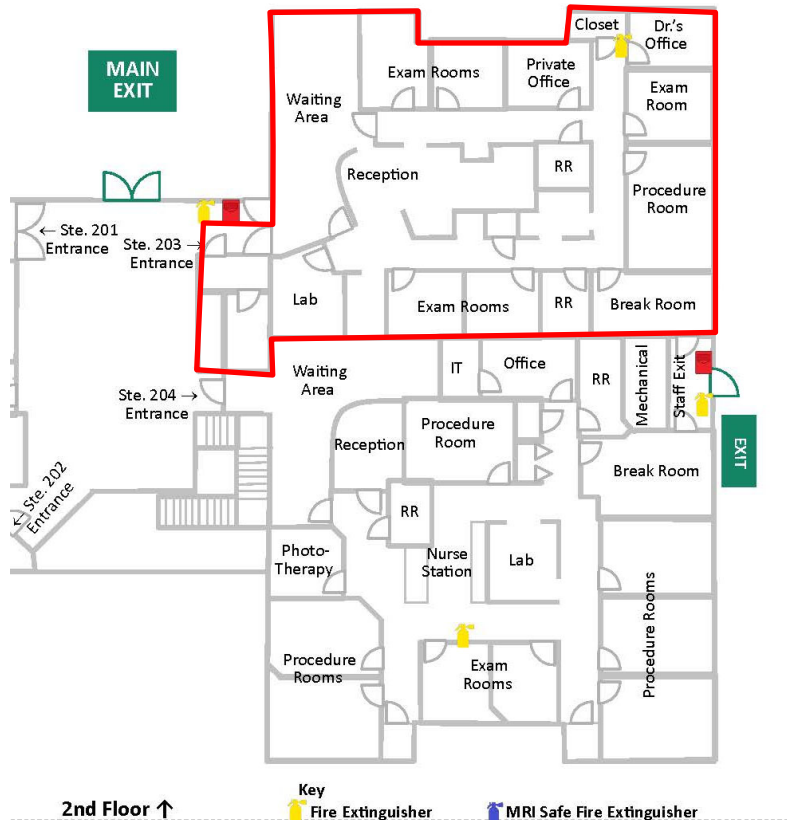 Closet
Dr.'s
Office
MAIN
EXIT
Exam Rooms
Private
Office
Waiting
Area
Exam
Room
Reception
RR
Procedure
Room
← Ste. 201
Entrance
Ste. 203 →
Entrance
Lab
Exam Rooms
RR
Break Room
Waiting
Area
IT
Office
RR
Mechanical
Staff Exit
Ste. 204 →
Entrance
Reception
Procedure
Room
EXIT
Break Room
← Ste. 202
Entrance
RR
Photo-
Therapy
Nurse
Station
Lab
Procedure
Rooms
Exam
Rooms
Procedure Rooms
Key
2nd Floor ↑
Fire Extinguisher
MRI Safe Fire Extinguisher